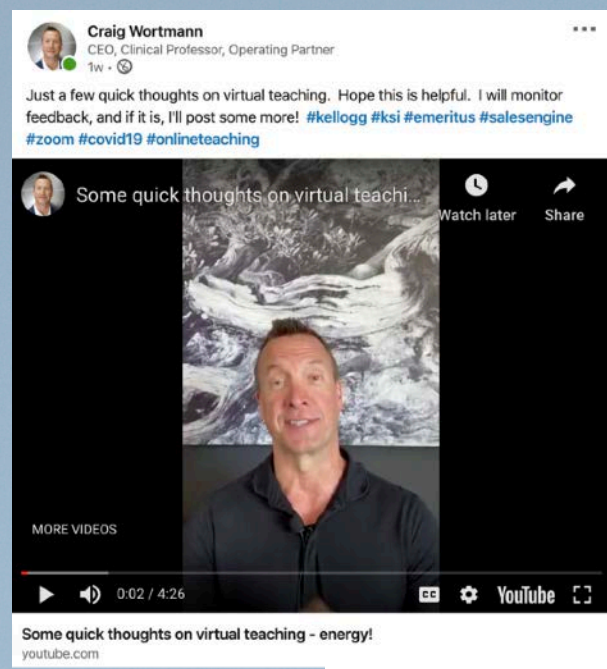 Craig Wortmann
CEO, Clinical Professor, Operating Partner
1w •
Just a few quick thoughts on virtual teaching. Hope this is helpful. I will monitor
feedback, and if it is, I'll post some more! #kellogg #ksi #emeritus #salesengine
#zoom #covid19 #onlineteaching
Some quick thoughts on virtual teachi...
Watch later Share
MORE VIDEOS
0:02 / 4:26 CC YouTube
Some quick thoughts on virtual teaching - energy!
youtube.com